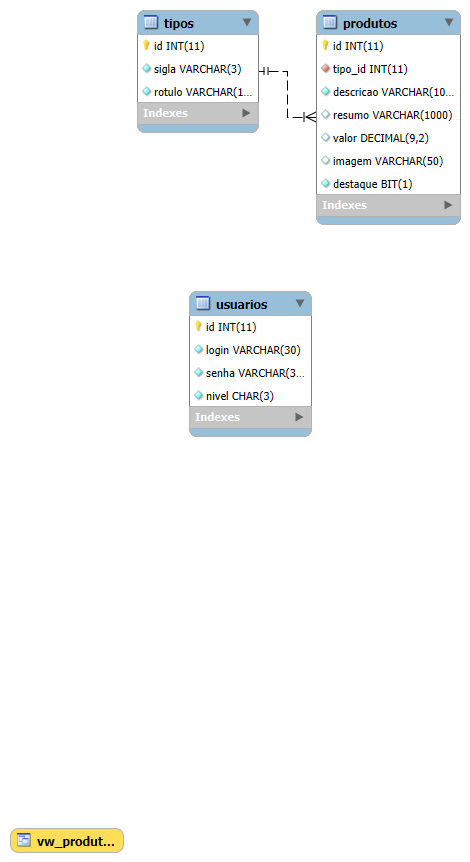 tipos
id INT(11)
sigla VARCHAR(3)
rotulo VARCHAR(1...
Indexes
produtos
id INT(11)
tipo_id INT(11)
descricao VARCHAR(10...
resumo VARCHAR(1000)
valor DECIMAL(9,2)
imagem VARCHAR(50)
destaque BIT(1)
Indexes
usuarios
id INT(11)
login VARCHAR(30)
senha VARCHAR(3...
nivel CHAR(3)
Indexes
vw_produt...